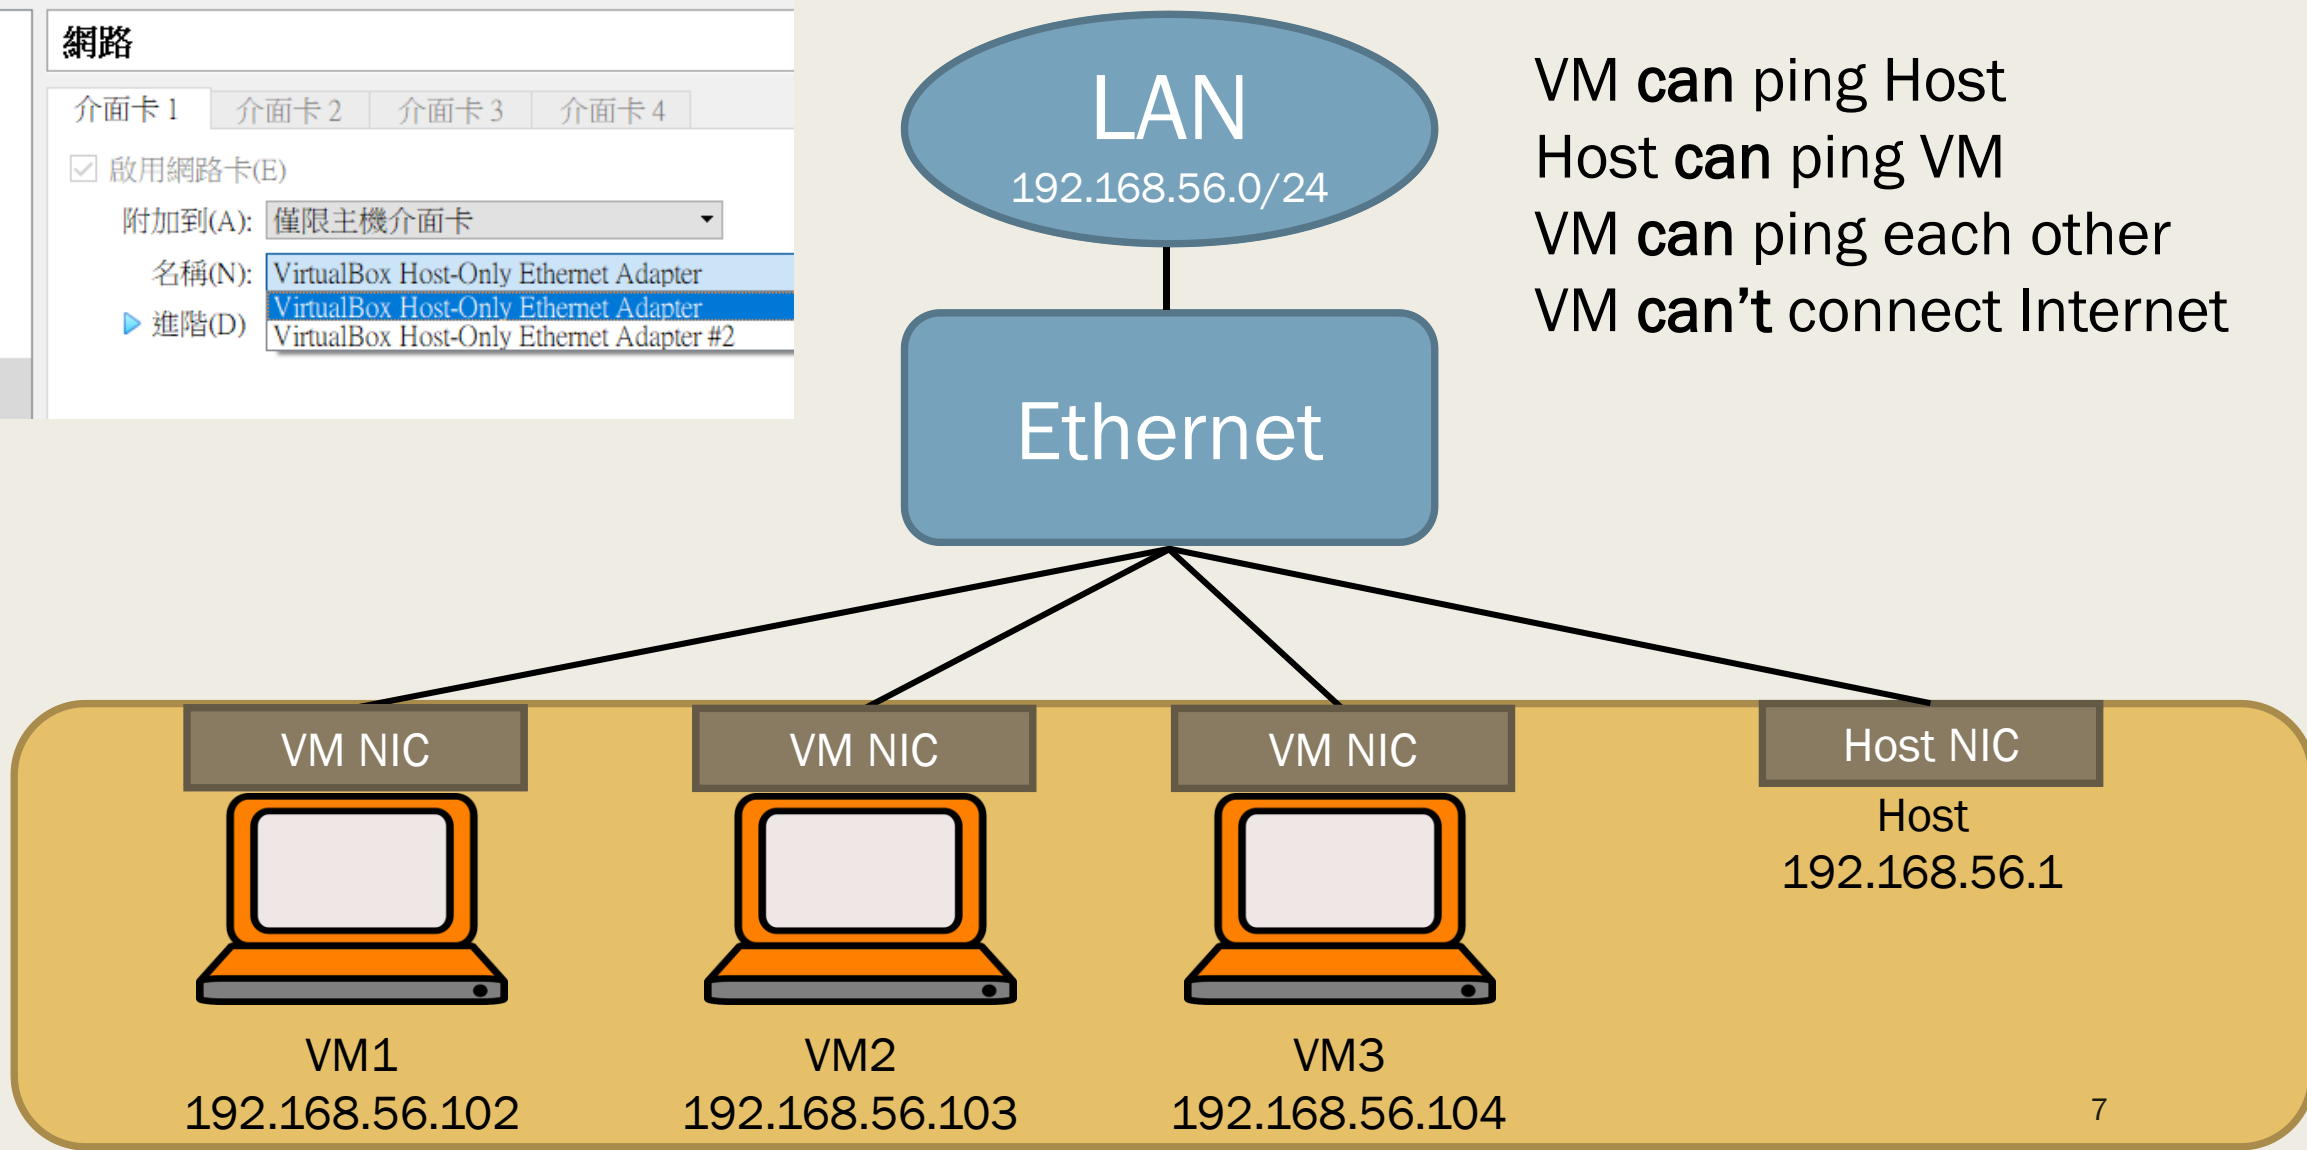 網路
介面卡 1 介面卡 2 介面卡 3 介面卡 4
啟用網路卡(E)
附加到(A): 僅限主機介面卡
名稱(N): VirtualBox Host-Only Ethernet Adapter
VirtualBox Host-Only Ethernet Adapter
進階(D) VirtualBox Host-Only Ethernet Adapter #2
LAN
192.168.56.0/24
VM can ping Host
Host can ping VM
VM can ping each other
VM can't connect Internet
Ethernet
VM NIC
VM NIC
VM NIC
Host NIC
Host
192.168.56.1
VM1
192.168.56.102
VM2
192.168.56.103
VM3
192.168.56.104
7